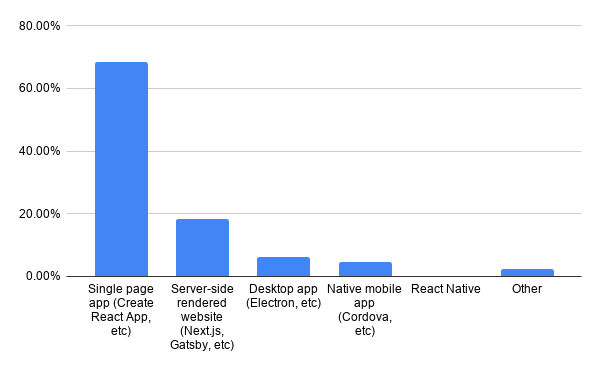 80.00%
60.00%
40.00%
20.00%
0.00%
Single page
app (Create
React App,
etc)
Server-side
rendered
website
(Next.js,
Gatsby, etc)
Desktop app
(Electron, etc)
Native mobile
app
(Cordova,
etc)
React Native
Other